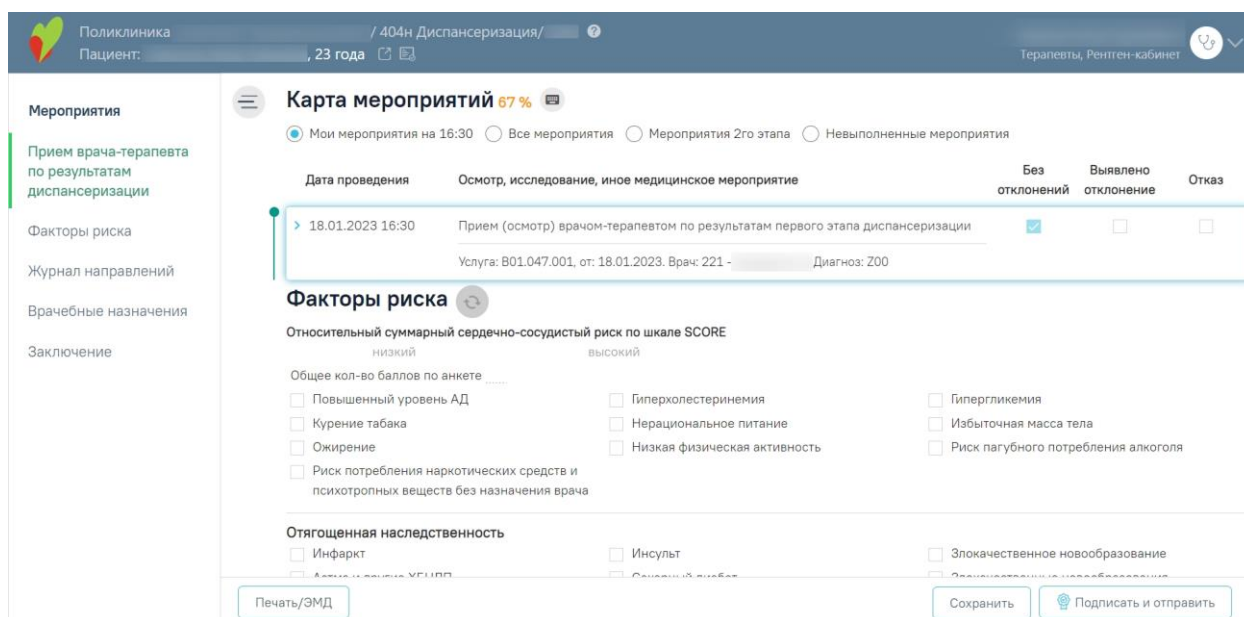 Поликлиника / 404н Диспансеризация/
Пациент: , 23 года
Терапевты, Рентген-кабинет
Мероприятия
Прием врача-терапевта
по результатам
диспансеризации
Факторы риска
Журнал направлений
Врачебные назначения
Заключение
Карта мероприятий 67 %
Мои мероприятия на 16:30 Все мероприятия Мероприятия 2го этапа Невыполненные мероприятия
Дата проведения Осмотр, исследование, иное медицинское мероприятие Без отклонений Выявлено отклонение Отказ
18.01.2023 16:30 Прием (осмотр) врачом-терапевтом по результатам первого этапа диспансеризации
Услуга: B01.047.001, от: 18.01.2023. Врач: 221 - Диагноз: Z00
Факторы риска
Относительный суммарный сердечно-сосудистый риск по шкале SCORE
низкий высокий
Общее кол-во баллов по анкете
Повышенный уровень АД Гиперхолестеринемия Гипергликемия
Курение табака Нерациональное питание Избыточная масса тела
Ожирение Низкая физическая активность Риск пагубного потребления алкоголя
Риск потребления наркотических средств и
психотропных веществ без назначения врача
Отягощенная наследственность
Инфаркт Инсульт Злокачественное новообразование
Печать/ЭМД Сохранить Подписать и отправить